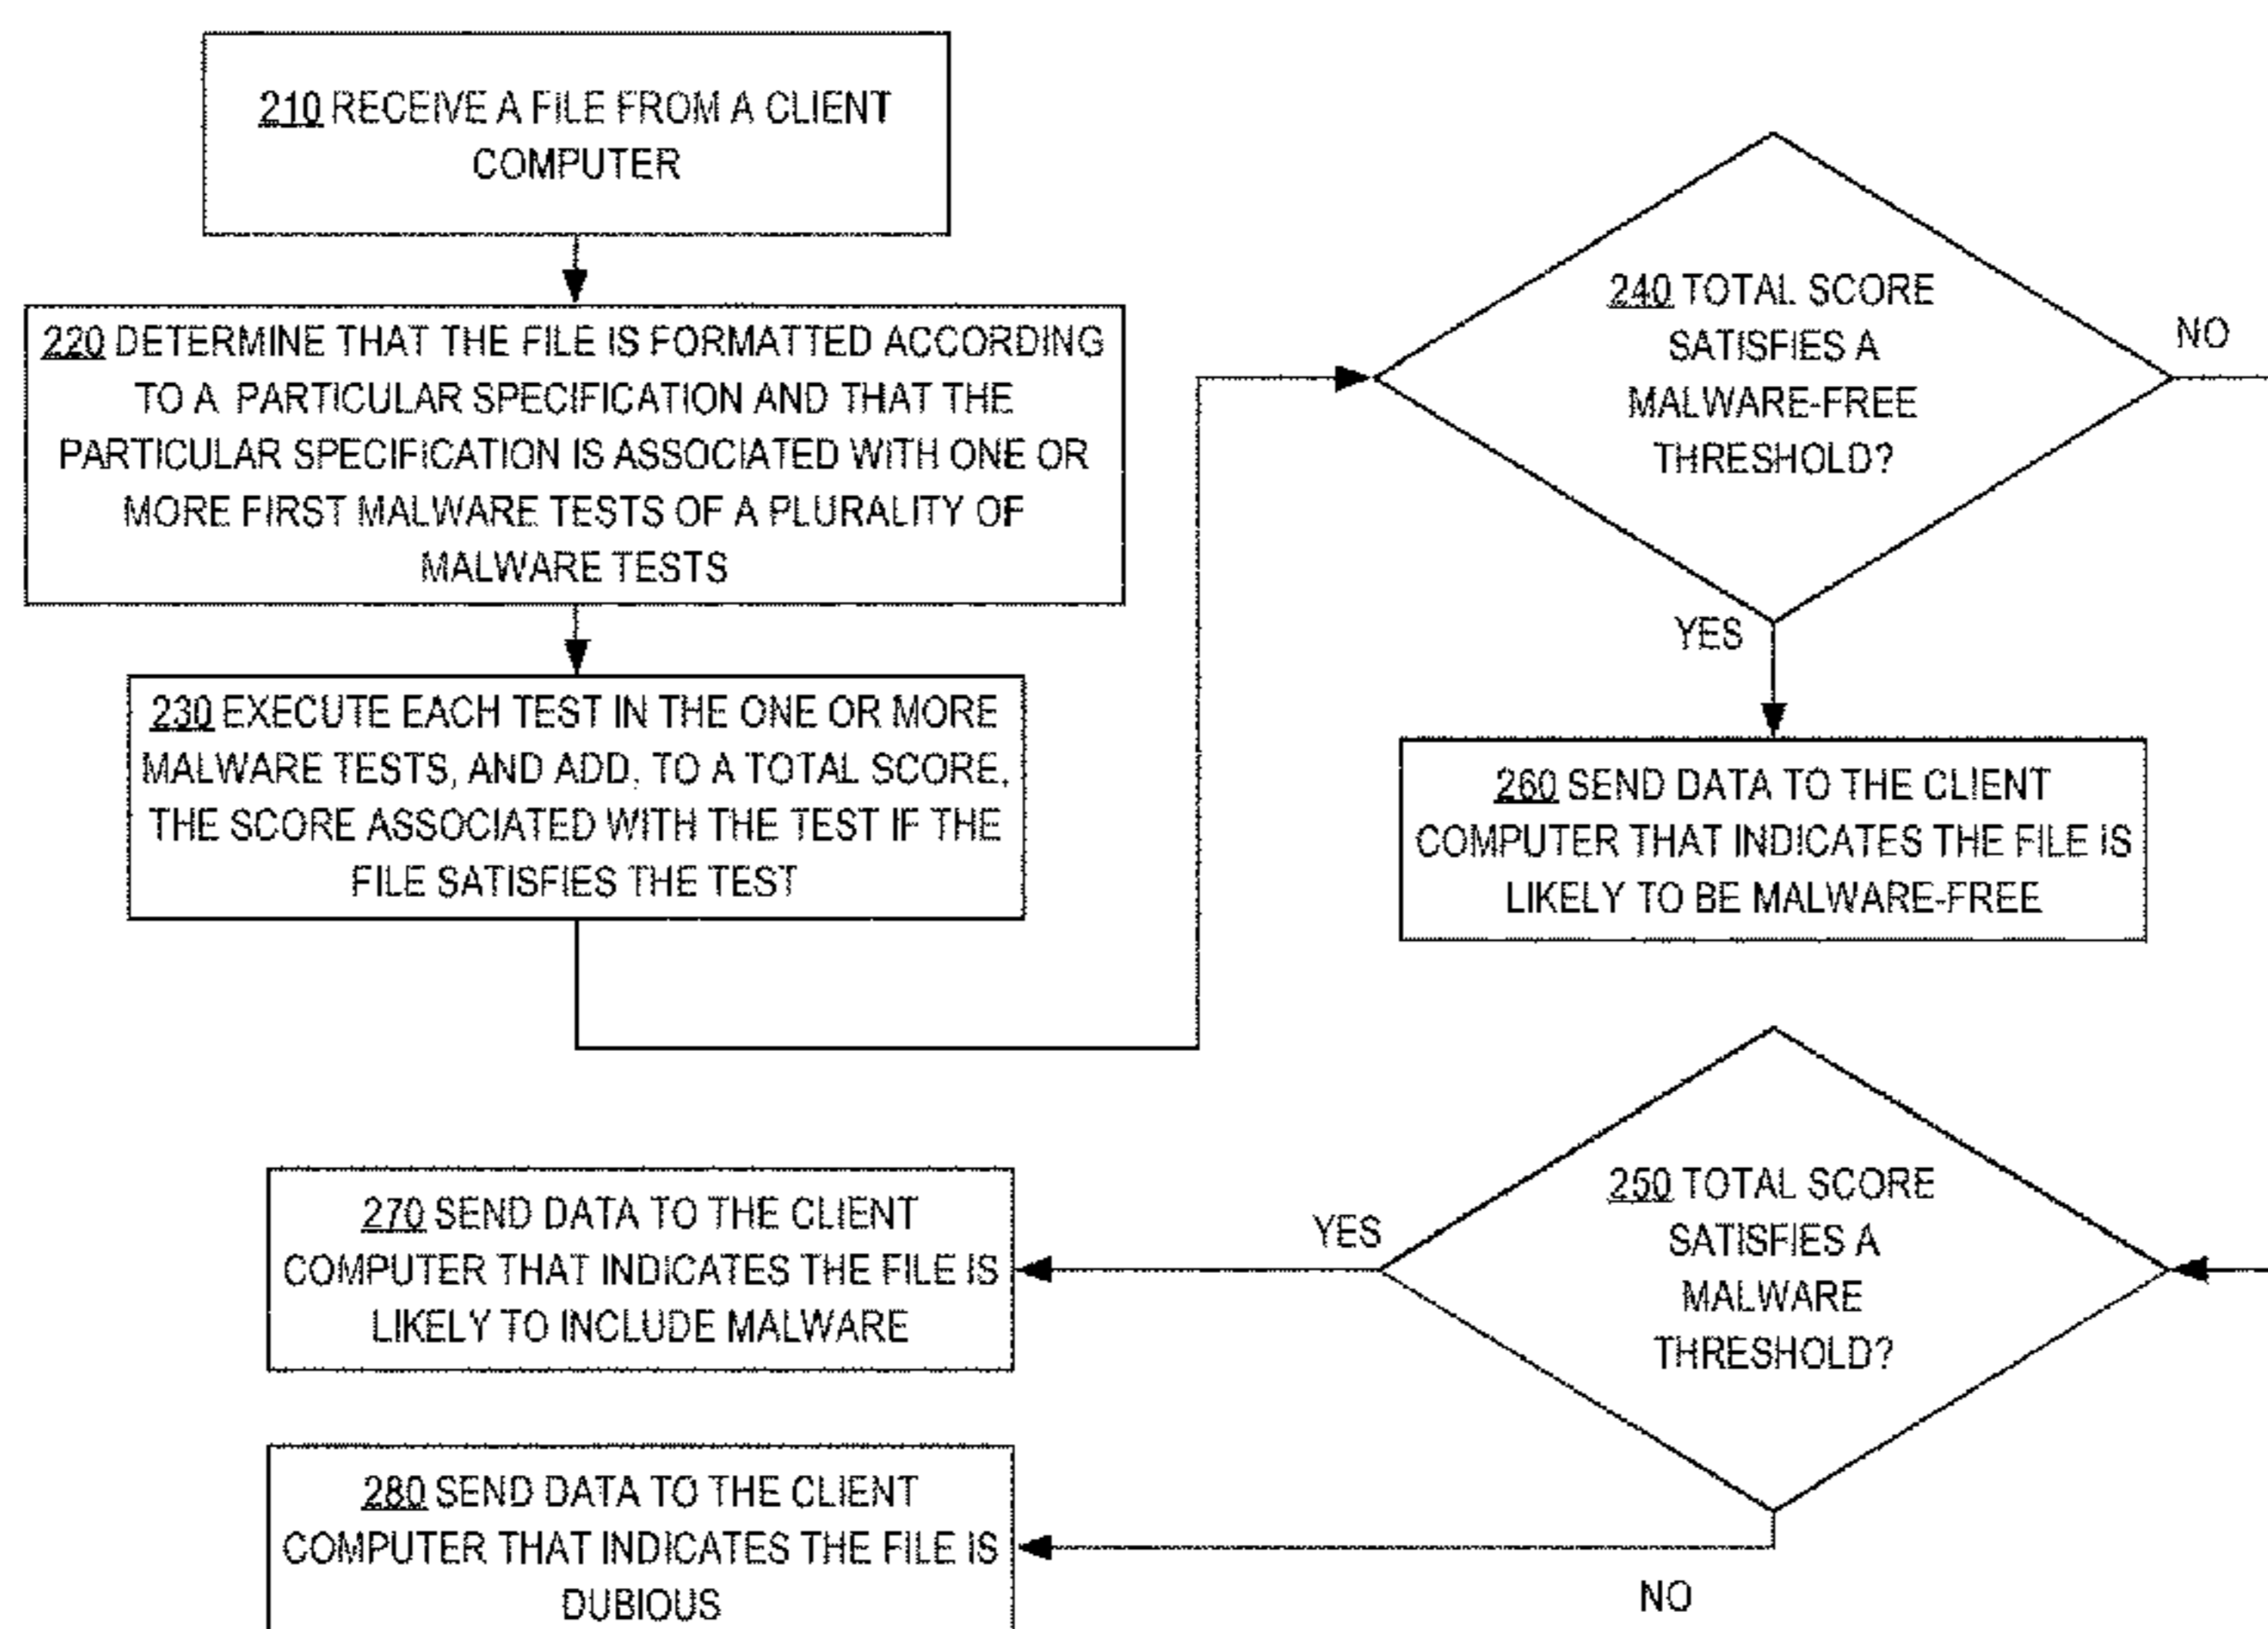 210 RECEIVE A FILE FROM A CLIENT
COMPUTER
220 DETERMINE THAT THE FILE IS FORMATTED ACCORDING
TO A PARTICULAR SPECIFICATION AND THAT THE
PARTICULAR SPECIFICATION IS ASSOCIATED WITH ONE OR
MORE FIRST MALWARE TESTS OF A PLURALITY OF
MALWARE TESTS
230 EXECUTE EACH TEST IN THE ONE OR MORE
MALWARE TESTS, AND ADD, TO A TOTAL SCORE,
THE SCORE ASSOCIATED WITH THE TEST IF THE
FILE SATISFIES THE TEST
240 TOTAL SCORE
SATISFIES A
MALWARE-FREE
THRESHOLD?
NO
YES
260 SEND DATA TO THE CLIENT
COMPUTER THAT INDICATES THE FILE IS
LIKELY TO BE MALWARE-FREE
250 TOTAL SCORE
SATISFIES A
MALWARE
THRESHOLD?
YES
270 SEND DATA TO THE CLIENT
COMPUTER THAT INDICATES THE FILE IS
LIKELY TO INCLUDE MALWARE
NO
280 SEND DATA TO THE CLIENT
COMPUTER THAT INDICATES THE FILE IS
DUBIOUS